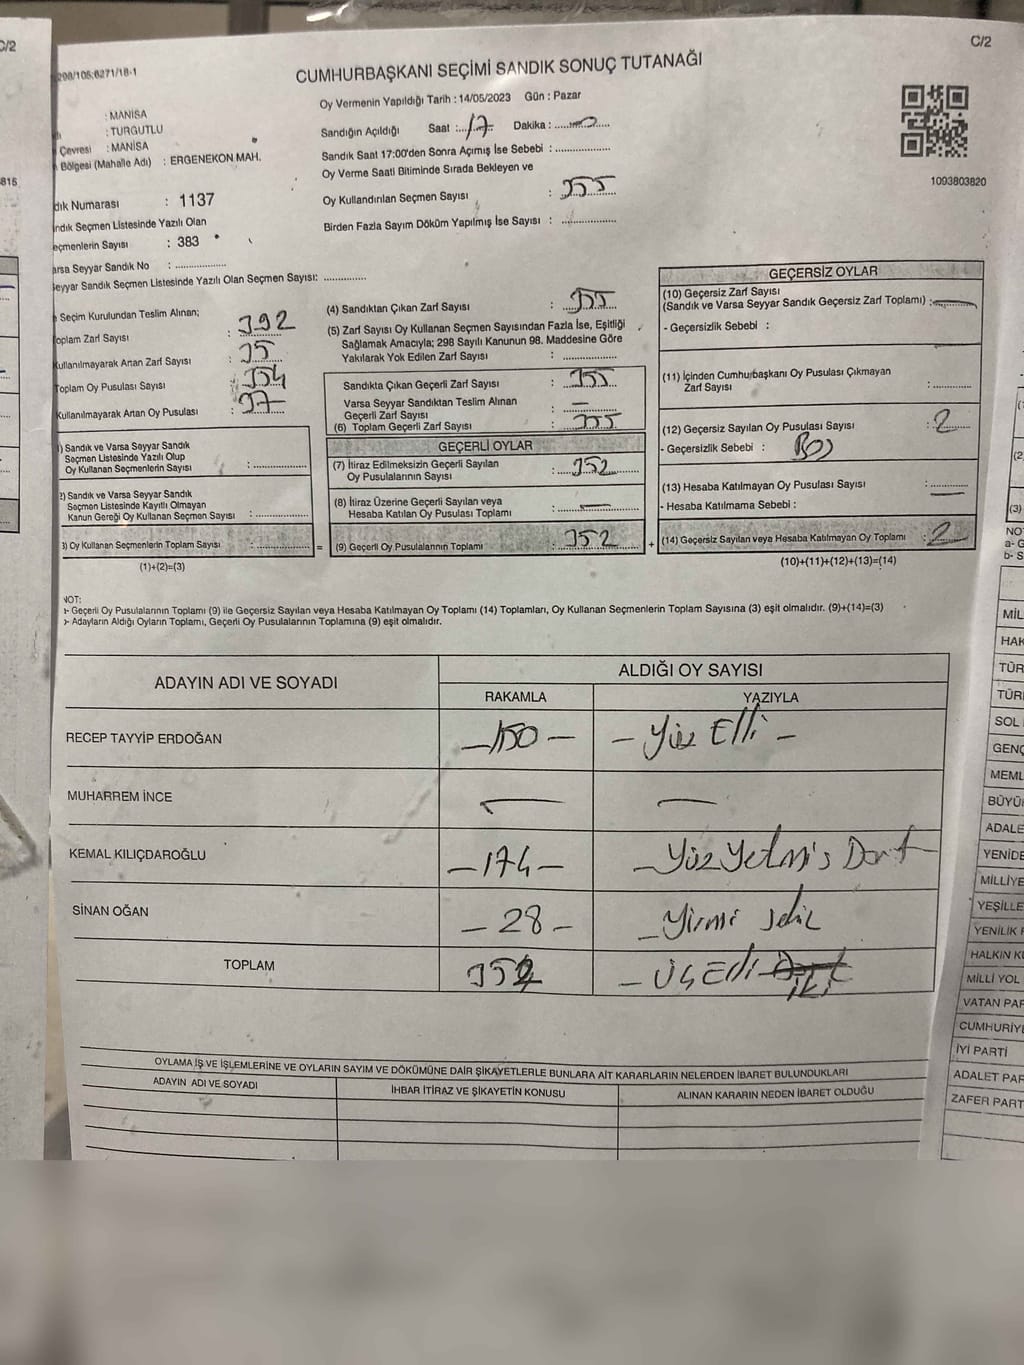 C/2
C/2
298/105:6271/18-1
CUMHURBAŞKANI SEÇİMİ SANDIK SONUÇ TUTANAĞI
: MANİSA
: TURGUTLU
Çevresi : MANİSA
Bölgesi (Mahalle Adı) : ERGENEKON MAH.
Oy Vermenin Yapıldığı Tarih : 14/05/2023 Gün : Pazar
Sandığın Açıldığı Saat : 17 Dakika :
Sandık Saat 17:00'den Sonra Açımış İse Sebebi :
Oy Verme Saati Bitiminde Sırada Bekleyen ve
Oy Kullandırılan Seçmen Sayısı : 355
Birden Fazla Sayım Döküm Yapılmış İse Sayısı :
1093803820
815
dık Numarası : 1137
ndık Seçmen Listesinde Yazılı Olan
eçmenlerin Sayısı : 383
arsa Seyyar Sandık No :
Seyyar Sandık Seçmen Listesinde Yazılı Olan Seçmen Sayısı:
Seçim Kurulundan Teslim Alınan;
Toplam Zarf Sayısı : 392
Kullanılmayarak Artan Zarf Sayısı : 35
Toplam Oy Pusulası Sayısı
Kullanılmayarak Artan Oy Pusulası : 37
(4) Sandıktan Çıkan Zarf Sayısı : 355
(5) Zarf Sayısı Oy Kullanan Seçmen Sayısından Fazla İse, Eşitliği
Sağlamak Amacıyla; 298 Sayılı Kanunun 98. Maddesine Göre
Yakılarak Yok Edilen Zarf Sayısı :
Sandıkta Çıkan Geçerli Zarf Sayısı : 355
Varsa Seyyar Sandıktan Teslim Alınan
Geçerli Zarf Sayısı : —
(6) Toplam Geçerli Zarf Sayısı : 355
GEÇERLİ OYLAR
(7) İtiraz Edilmeksizin Geçerli Sayılan
Oy Pusulalarının Sayısı : 352
(8) İtiraz Üzerine Geçerli Sayılan veya
Hesaba Katılan Oy Pusulası Toplamı : —
(9) Geçerli Oy Pusulalarının Toplamı : 352
1) Sandık ve Varsa Seyyar Sandık
Seçmen Listesinde Yazılı Olup
Oy Kullanan Seçmenlerin Sayısı :
2) Sandık ve Varsa Seyyar Sandık
Seçmen Listesinde Kayıtlı Olmayan
Kanun Gereği Oy Kullanan Seçmen Sayısı :
3) Oy Kullanan Seçmenlerin Toplam Sayısı : =
(1)+(2)=(3)
GEÇERSİZ OYLAR
(10) Geçersiz Zarf Sayısı
(Sandık ve Varsa Seyyar Sandık Geçersiz Zarf Toplamı) : —
- Geçersizlik Sebebi :
(11) İçinden Cumhurbaşkanı Oy Pusulası Çıkmayan
Zarf Sayısı :
(12) Geçersiz Sayılan Oy Pusulası Sayısı : 2
- Geçersizlik Sebebi : Boş
(13) Hesaba Katılmayan Oy Pusulası Sayısı : —
- Hesaba Katılmama Sebebi :
+ (14) Geçersiz Sayılan veya Hesaba Katılmayan Oy Toplamı : 2
(10)+(11)+(12)+(13)=(14)
NOT:
- Geçerli Oy Pusulalarının Toplamı (9) ile Geçersiz Sayılan veya Hesaba Katılmayan Oy Toplamı (14) Toplamları, Oy Kullanan Seçmenlerin Toplam Sayısına (3) eşit olmalıdır. (9)+(14)=(3)
- Adayların Aldığı Oyların Toplamı, Geçerli Oy Pusulalarının Toplamına (9) eşit olmalıdır.
ADAYIN ADI VE SOYADI ALDIĞI OY SAYISI
RAKAMLA YAZIYLA
RECEP TAYYİP ERDOĞAN — 150 — — Yüz Elli —
MUHARREM İNCE — —
KEMAL KILIÇDAROĞLU — 174 — — Yüz Yetmiş Dört
SİNAN OĞAN — 28 — — Yirmi Sekiz
TOPLAM 352 — Üç Elli İki
OYLAMA İŞ VE İŞLEMLERİNE VE OYLARIN SAYIM VE DÖKÜMÜNE DAİR ŞİKAYETLERLE BUNLARA AİT KARARLARIN NELERDEN İBARET BULUNDUKLARI
ADAYIN ADI VE SOYADI İHBAR İTİRAZ VE ŞİKAYETİN KONUSU ALINAN KARARIN NEDEN İBARET OLDUĞU
(2
(3)
NO
a- G
b- S
MİL
HAK
TÜR
TÜR
SOL
GENÇ
MEML
BÜYÜ
ADALE
YENİDE
MİLLİYE
YEŞİLLE
YENİLİK
HALKIN K
MİLLİ YOL
VATAN PAR
CUMHURİYE
İYİ PARTİ
ADALET PAR
ZAFER PART